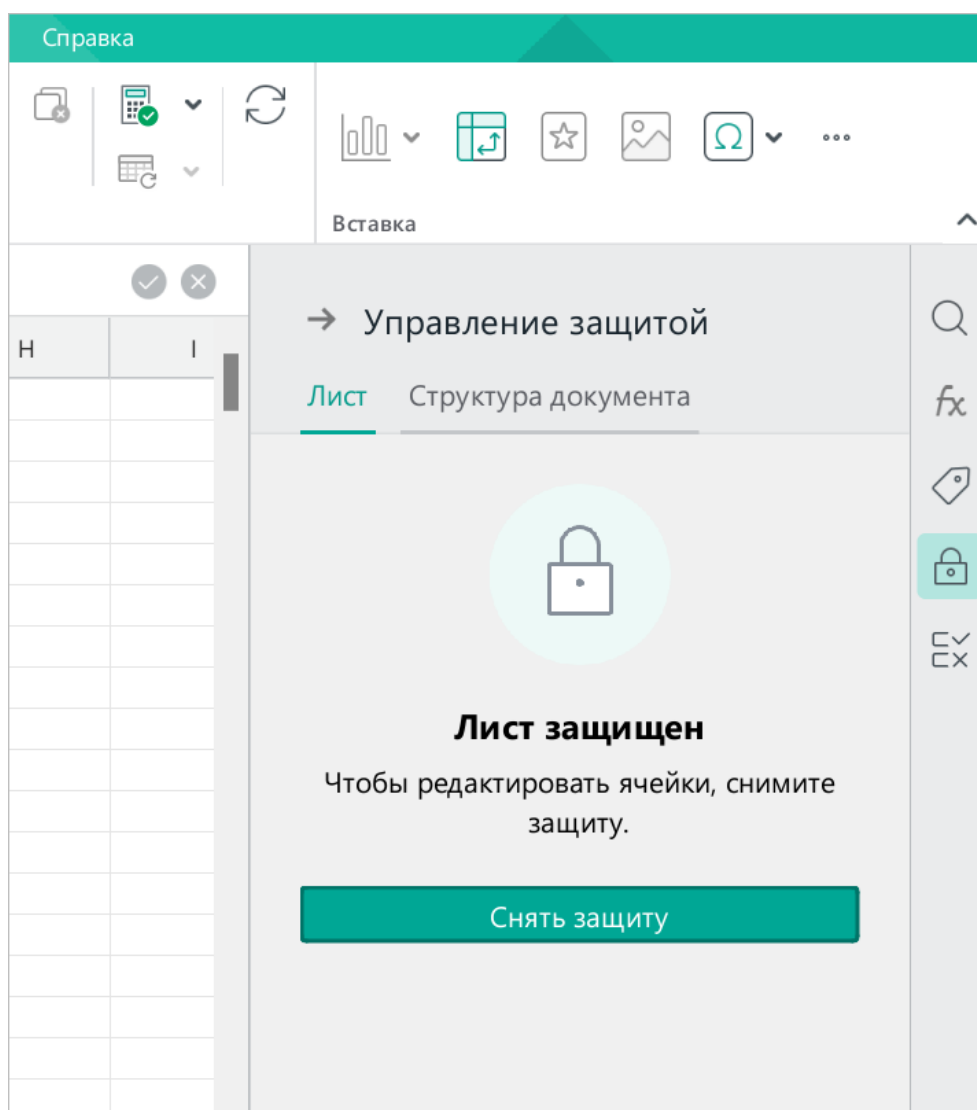 Справка
Вставка
H I
Управление защитой
Лист Структура документа
Лист защищен
Чтобы редактировать ячейки, снимите
защиту.
Снять защиту